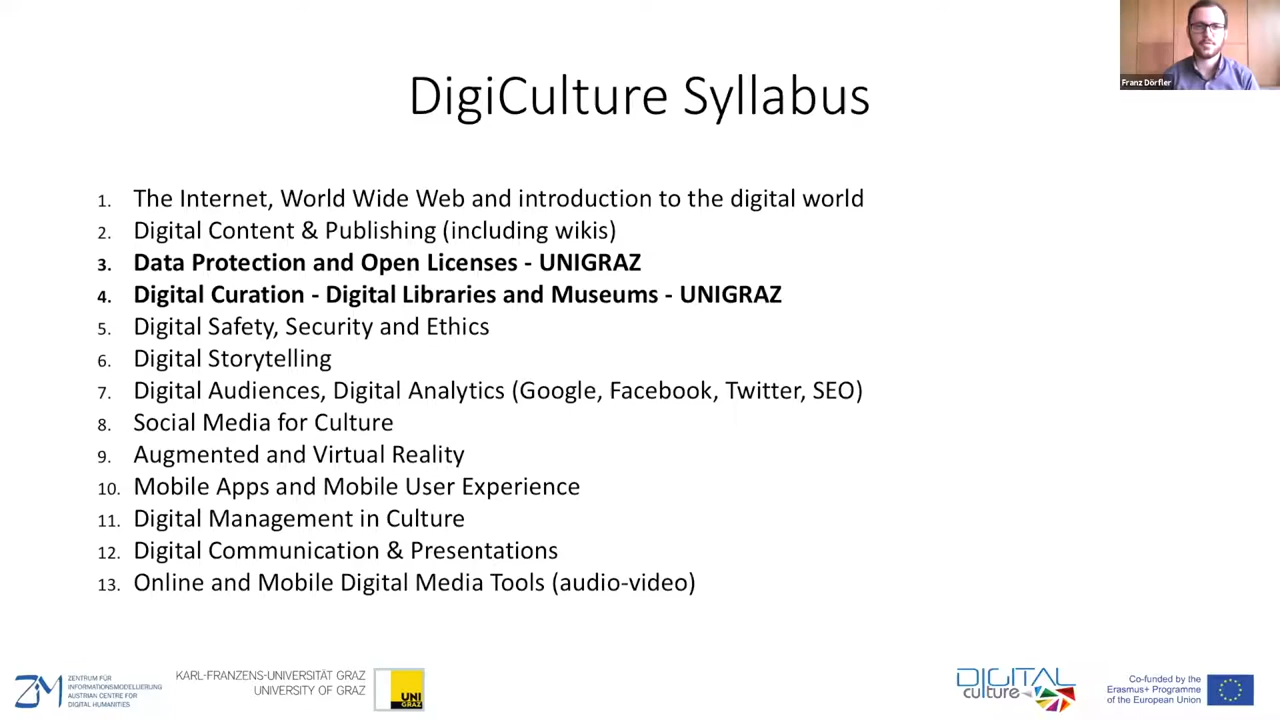 Franz Dörfler
DigiCulture Syllabus
1. The Internet, World Wide Web and introduction to the digital world
2. Digital Content & Publishing (including wikis)
3. Data Protection and Open Licenses - UNIGRAZ
4. Digital Curation - Digital Libraries and Museums - UNIGRAZ
5. Digital Safety, Security and Ethics
6. Digital Storytelling
7. Digital Audiences, Digital Analytics (Google, Facebook, Twitter, SEO)
8. Social Media for Culture
9. Augmented and Virtual Reality
10. Mobile Apps and Mobile User Experience
11. Digital Management in Culture
12. Digital Communication & Presentations
13. Online and Mobile Digital Media Tools (audio-video)
ZIM
ZENTRUM FÜR
INFORMATIONSMODELLIERUNG
AUSTRIAN CENTRE FOR
DIGITAL HUMANITIES
KARL-FRANZENS-UNIVERSITÄT GRAZ
UNIVERSITY OF GRAZ
UNI
GRAZ
DIGITAL
culture
Co-funded by the
Erasmus+ Programme
of the European Union